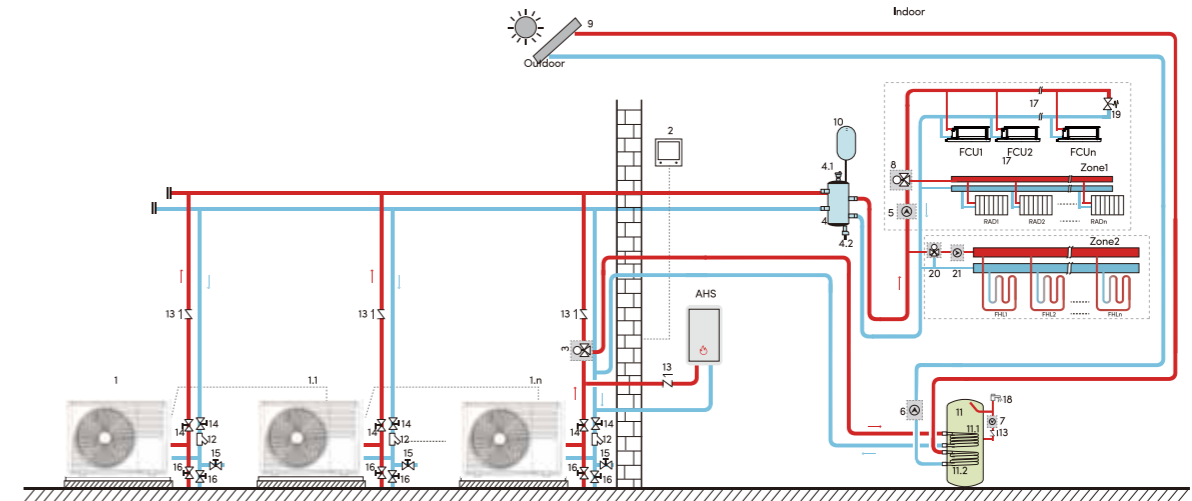 Indoor
9
Outdoor
17
19
2
10
FCU1 FCU2 FCUn
17
4.1
8
Zone1
4
5
4.2
RAD1 RAD2 RADn
Zone2
20 21
AHS
FHL1 FHL2 FHLn
13 13 13
3
13
1 1.1 1.n
18
6
11
7
11.1
13
11.2
14 14 14
14 14 14
12 12 12
15 15 15
16 16 16
16 16 16